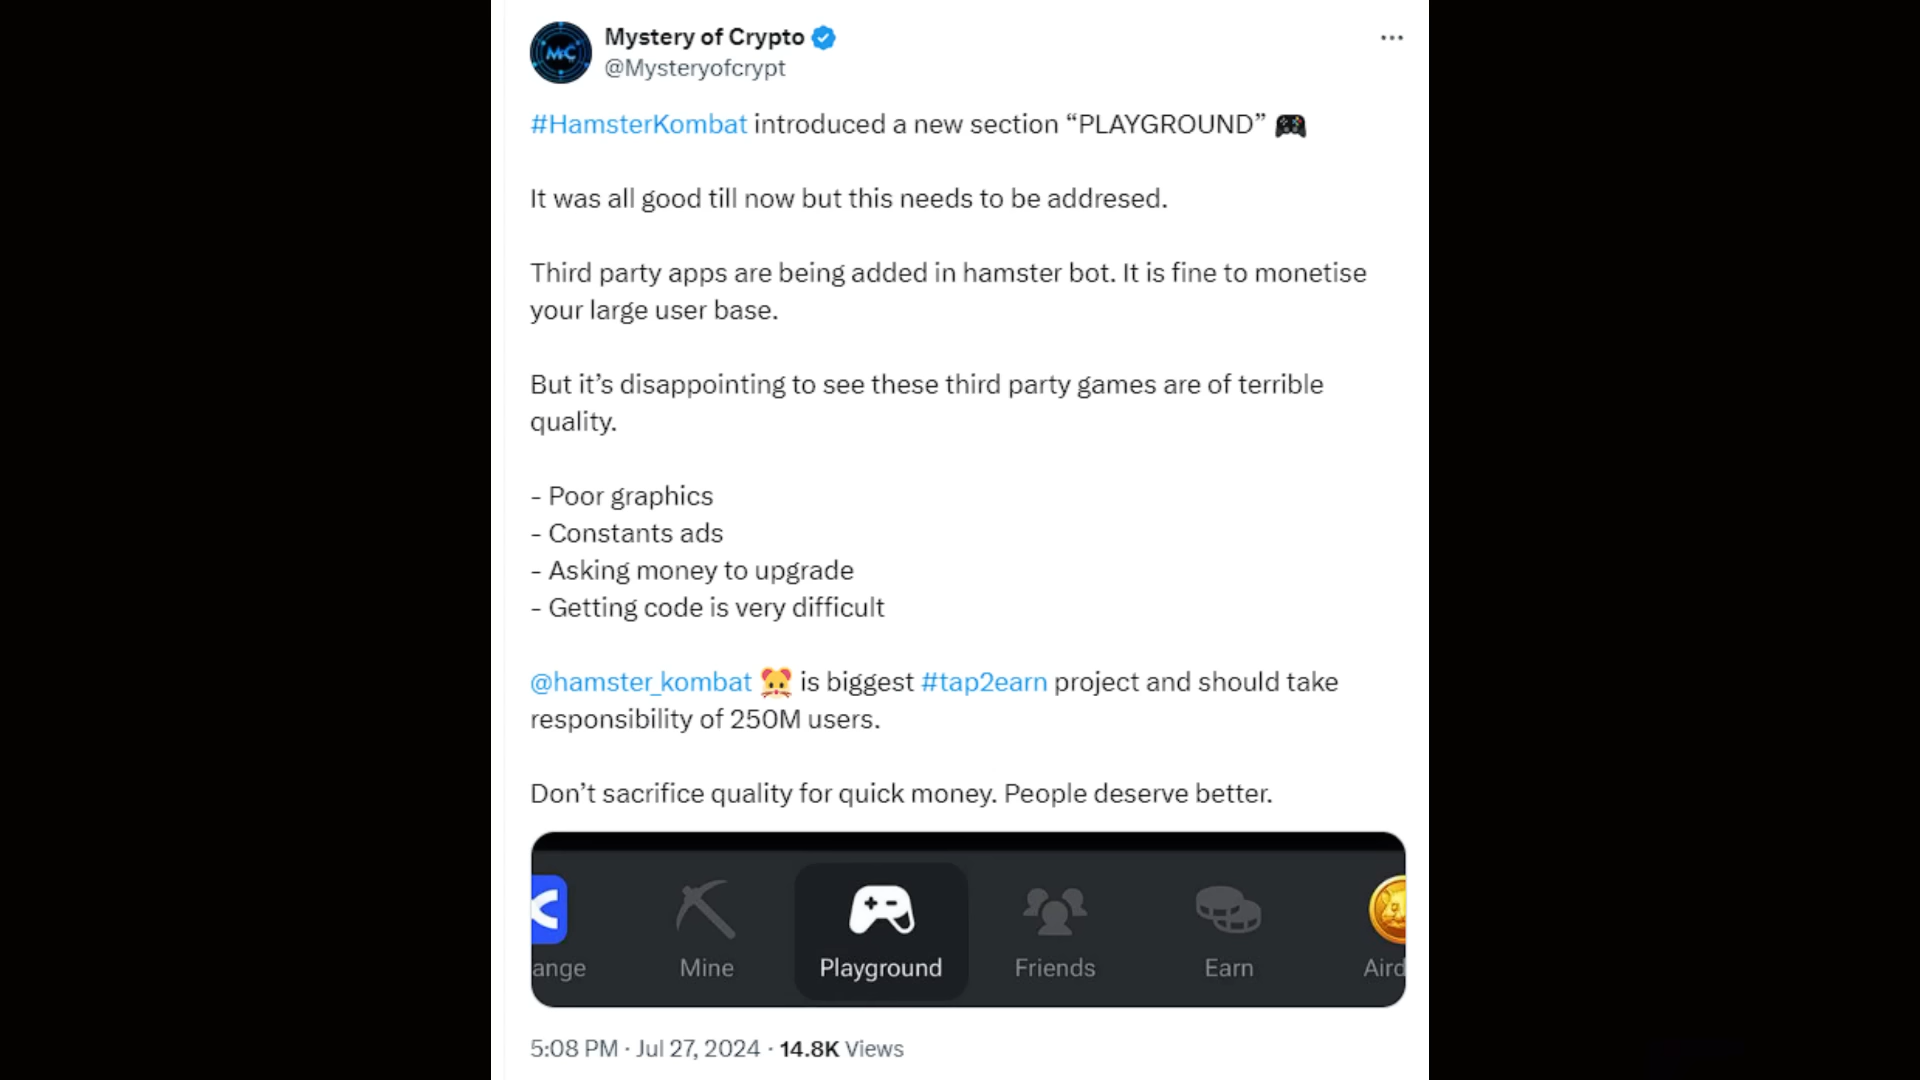 Mystery of Crypto
@Mysteryofcrypt
#HamsterKombat introduced a new section “PLAYGROUND” 🎮
It was all good till now but this needs to be addresed.
Third party apps are being added in hamster bot. It is fine to monetise
your large user base.
But it’s disappointing to see these third party games are of terrible
quality.
- Poor graphics
- Constants ads
- Asking money to upgrade
- Getting code is very difficult
@hamster_kombat 🐹 is biggest #tap2earn project and should take
responsibility of 250M users.
Don’t sacrifice quality for quick money. People deserve better.
ange Mine Playground Friends Earn Aird
5:08 PM · Jul 27, 2024 · 14.8K Views